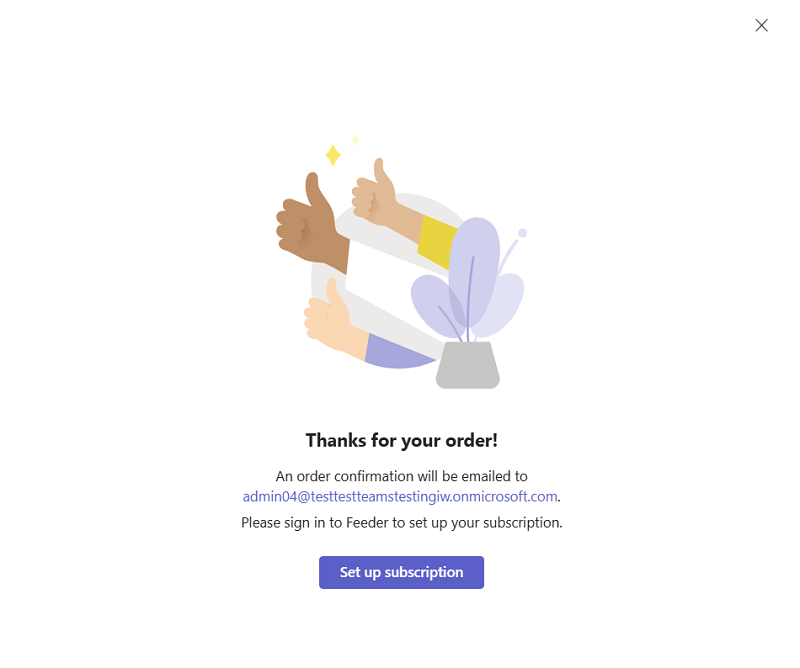 Thanks for your order!
An order confirmation will be emailed to
admin04@testtestteamstestingiw.onmicrosoft.com.
Please sign in to Feeder to set up your subscription.
Set up subscription